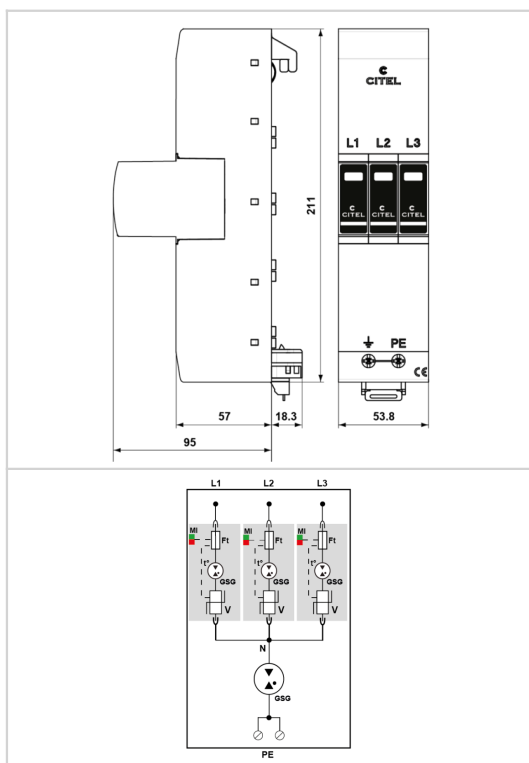 C
CITEL
L1 L2 L3
C CITEL C CITEL C CITEL
211
PE
CE
57 18.3 53.8
95
L1 L2 L3
MI Ft MI Ft MI Ft
t° GSG t° GSG t° GSG
V V V
N
GSG
PE